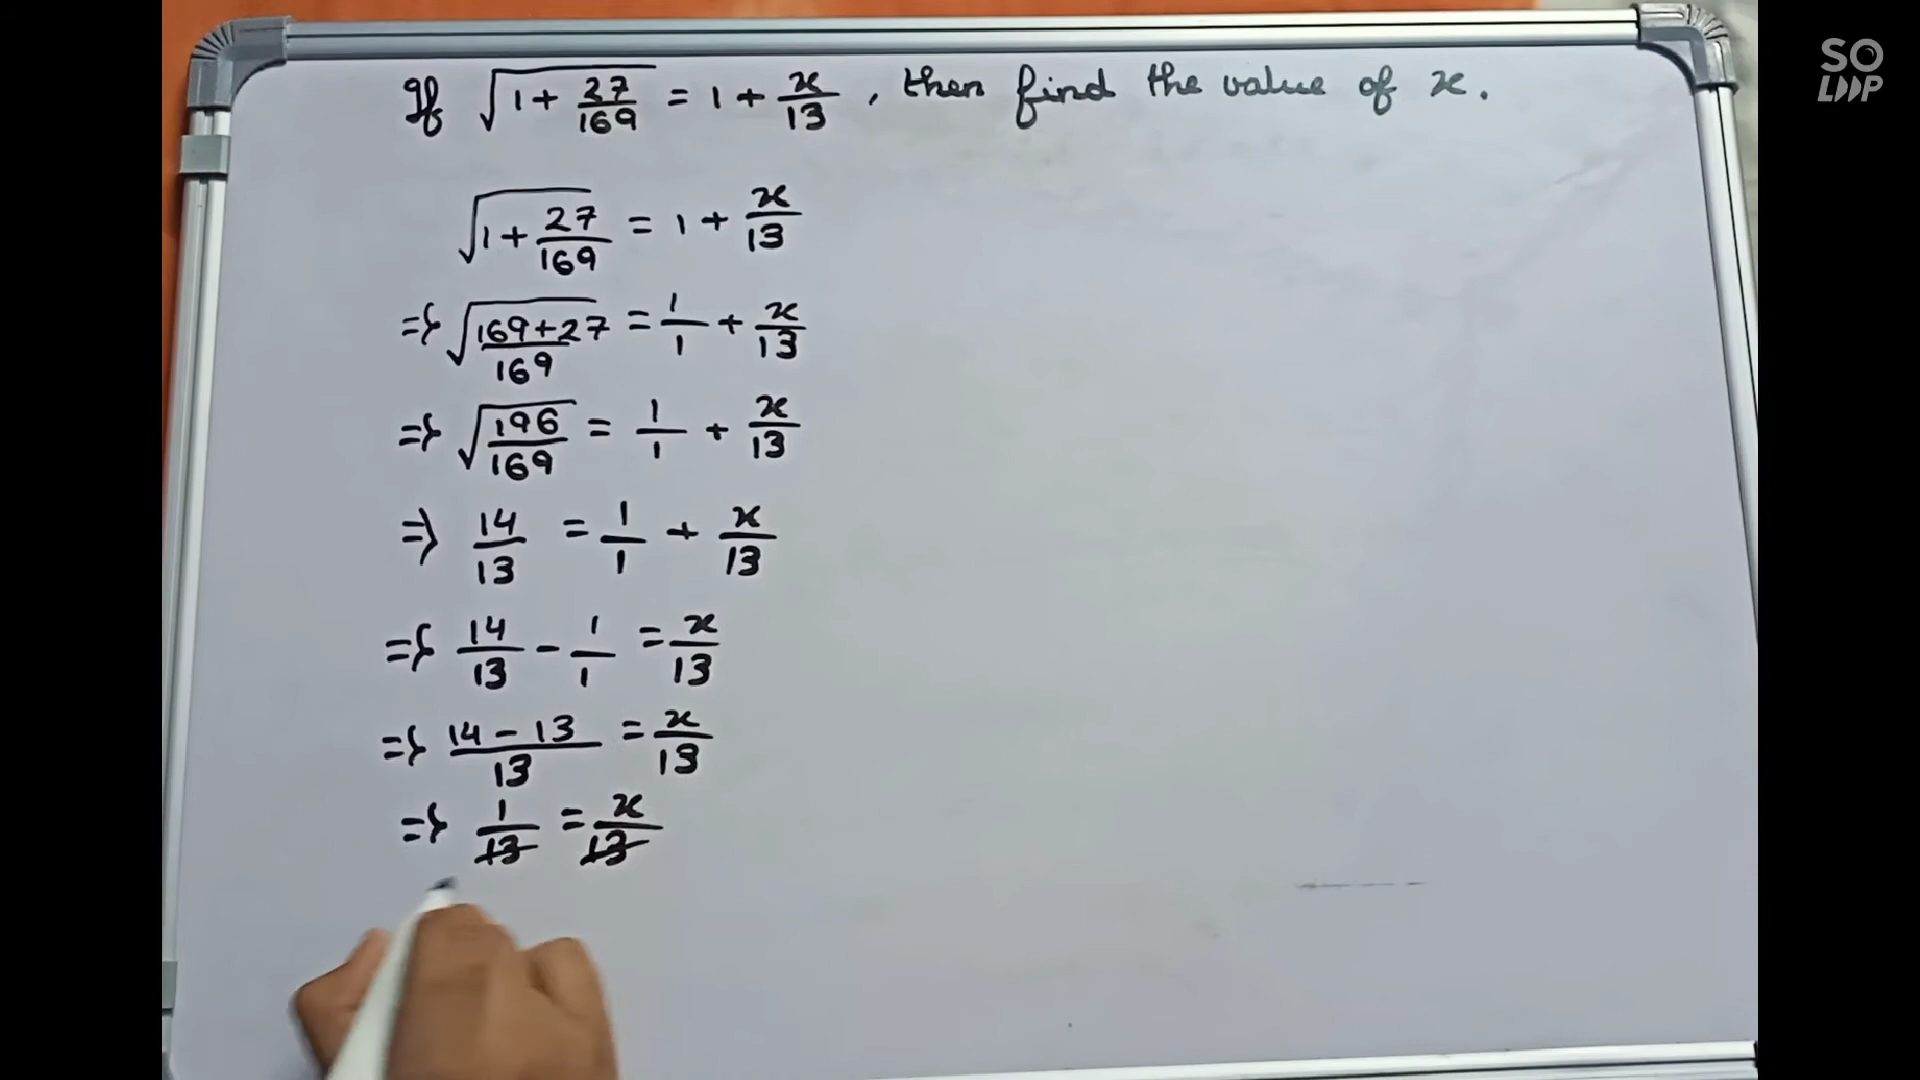 If √(1 + 27/169) = 1 + x/13, then find the value of x.
√(1 + 27/169) = 1 + x/13
=> √((169+27)/169) = 1/1 + x/13
=> √(196/169) = 1/1 + x/13
=> 14/13 = 1/1 + x/13
=> 14/13 - 1/1 = x/13
=> (14 - 13)/13 = x/13
=> 1/13 = x/13
SOLOOP